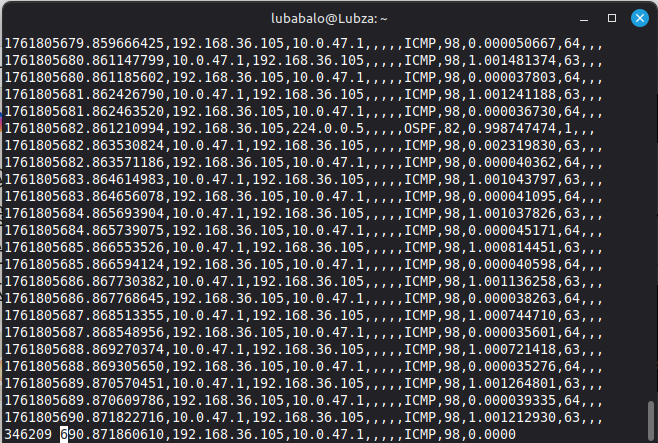 lubabalo@Lubza: ~
1761805679.859666425,192.168.36.105,10.0.47.1,,,,,ICMP,98,0.000050667,64,,,
1761805680.861147799,10.0.47.1,192.168.36.105,,,,,ICMP,98,1.001481374,63,,,
1761805680.861185602,192.168.36.105,10.0.47.1,,,,,ICMP,98,0.000037803,64,,,
1761805681.862426790,10.0.47.1,192.168.36.105,,,,,ICMP,98,1.001241188,63,,,
1761805681.862463520,192.168.36.105,10.0.47.1,,,,,ICMP,98,0.000036730,64,,,
1761805682.861210994,192.168.36.105,224.0.0.5,,,,,OSPF,82,0.998747474,1,,,
1761805682.863530824,10.0.47.1,192.168.36.105,,,,,ICMP,98,0.002319830,63,,,
1761805682.863571186,192.168.36.105,10.0.47.1,,,,,ICMP,98,0.000040362,64,,,
1761805683.864614983,10.0.47.1,192.168.36.105,,,,,ICMP,98,1.001043797,63,,,
1761805683.864656078,192.168.36.105,10.0.47.1,,,,,ICMP,98,0.000041095,64,,,
1761805684.865693904,10.0.47.1,192.168.36.105,,,,,ICMP,98,1.001037826,63,,,
1761805684.865739075,192.168.36.105,10.0.47.1,,,,,ICMP,98,0.000045171,64,,,
1761805685.866553526,10.0.47.1,192.168.36.105,,,,,ICMP,98,1.000814451,63,,,
1761805685.866594124,192.168.36.105,10.0.47.1,,,,,ICMP,98,0.000040598,64,,,
1761805686.867730382,10.0.47.1,192.168.36.105,,,,,ICMP,98,1.001136258,63,,,
1761805686.867768645,192.168.36.105,10.0.47.1,,,,,ICMP,98,0.000038263,64,,,
1761805687.868513355,10.0.47.1,192.168.36.105,,,,,ICMP,98,1.000744710,63,,,
1761805687.868548956,192.168.36.105,10.0.47.1,,,,,ICMP,98,0.000035601,64,,,
1761805688.869270374,10.0.47.1,192.168.36.105,,,,,ICMP,98,1.000721418,63,,,
1761805688.869305650,192.168.36.105,10.0.47.1,,,,,ICMP,98,0.000035276,64,,,
1761805689.870570451,10.0.47.1,192.168.36.105,,,,,ICMP,98,1.001264801,63,,,
1761805689.870609786,192.168.36.105,10.0.47.1,,,,,ICMP,98,0.000039335,64,,,
1761805690.871822716,10.0.47.1,192.168.36.105,,,,,ICMP,98,1.001212930,63,,,
346209 690.871860610,192.168.36.105,10.0.47.1,,,,,ICMP,98,0.0000